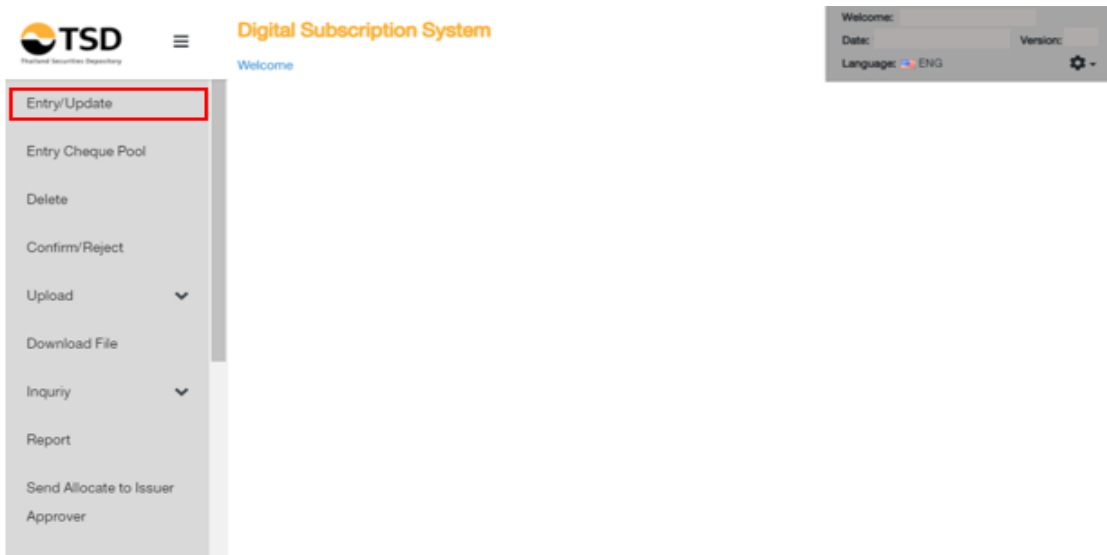 TSD
Thailand Securities Depository
Digital Subscription System
Welcome
Welcome:
Date: Version:
Language: ENG
Entry/Update
Entry Cheque Pool
Delete
Confirm/Reject
Upload
Download File
Inquriy
Report
Send Allocate to Issuer
Approver